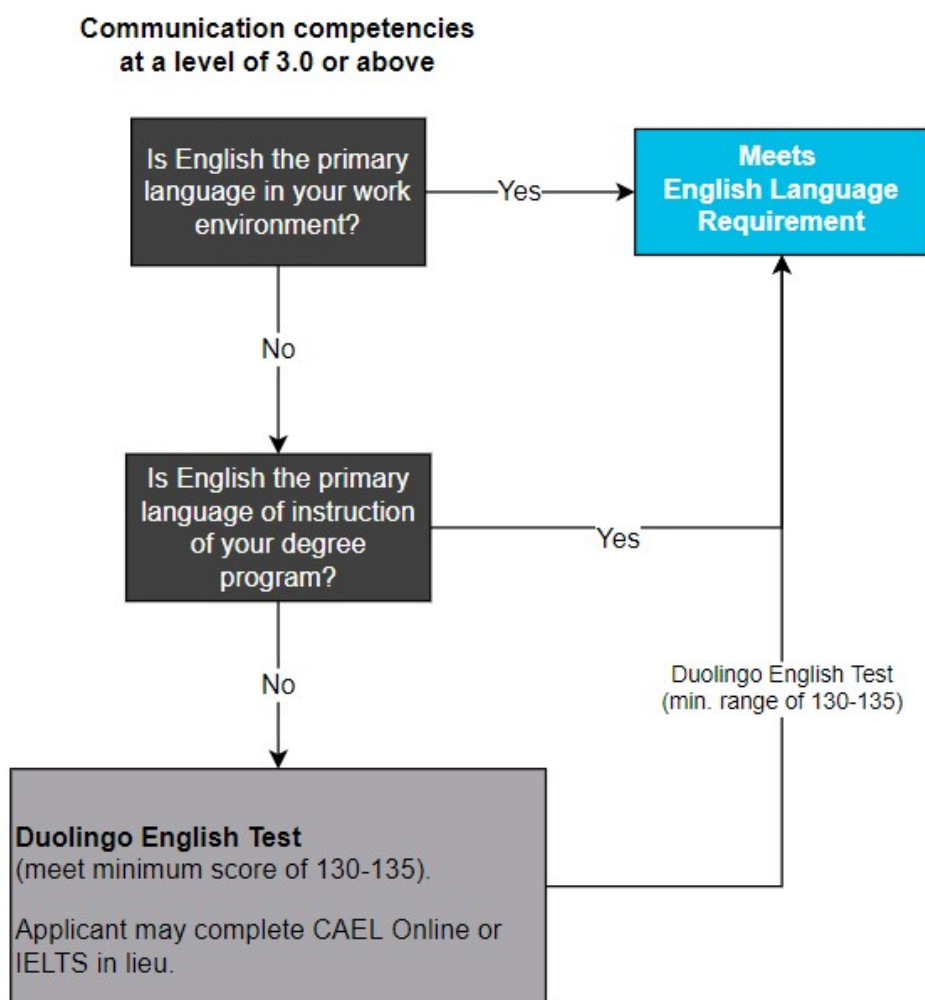 Communication competencies
at a level of 3.0 or above
Is English the primary
language in your work
environment?
Yes
Meets
English Language
Requirement
No
Is English the primary
language of instruction
of your degree
program?
Yes
No
Duolingo English Test
(min. range of 130-135)
Duolingo English Test
(meet minimum score of 130-135).
Applicant may complete CAEL Online or
IELTS in lieu.